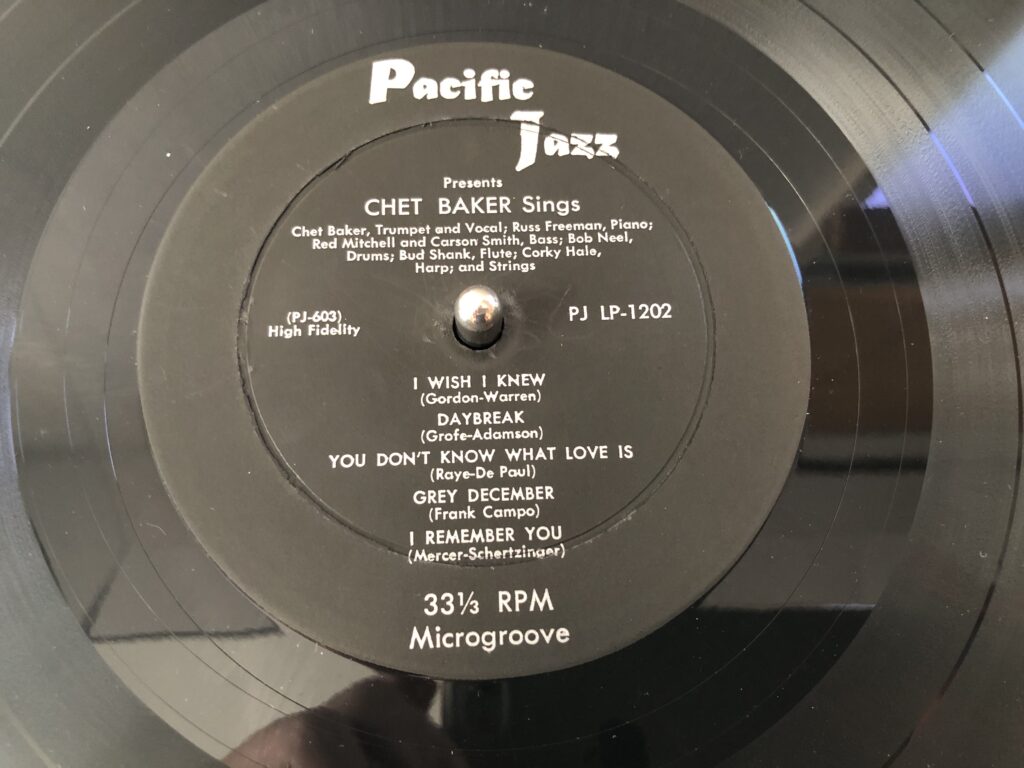 Pacific
Jazz
Presents
CHET BAKER Sings
Chet Baker, Trumpet and Vocal; Russ Freeman, Piano;
Red Mitchell and Carson Smith, Bass; Bob Neel,
Drums; Bud Shank, Flute; Corky Hale,
Harp; and Strings
(PJ-603)
High Fidelity
PJ LP-1202
I WISH I KNEW
(Gordon-Warren)
DAYBREAK
(Grofe-Adamson)
YOU DON'T KNOW WHAT LOVE IS
(Raye-De Paul)
GREY DECEMBER
(Frank Campo)
I REMEMBER YOU
(Mercer-Schertzinger)
33⅓ RPM
Microgroove